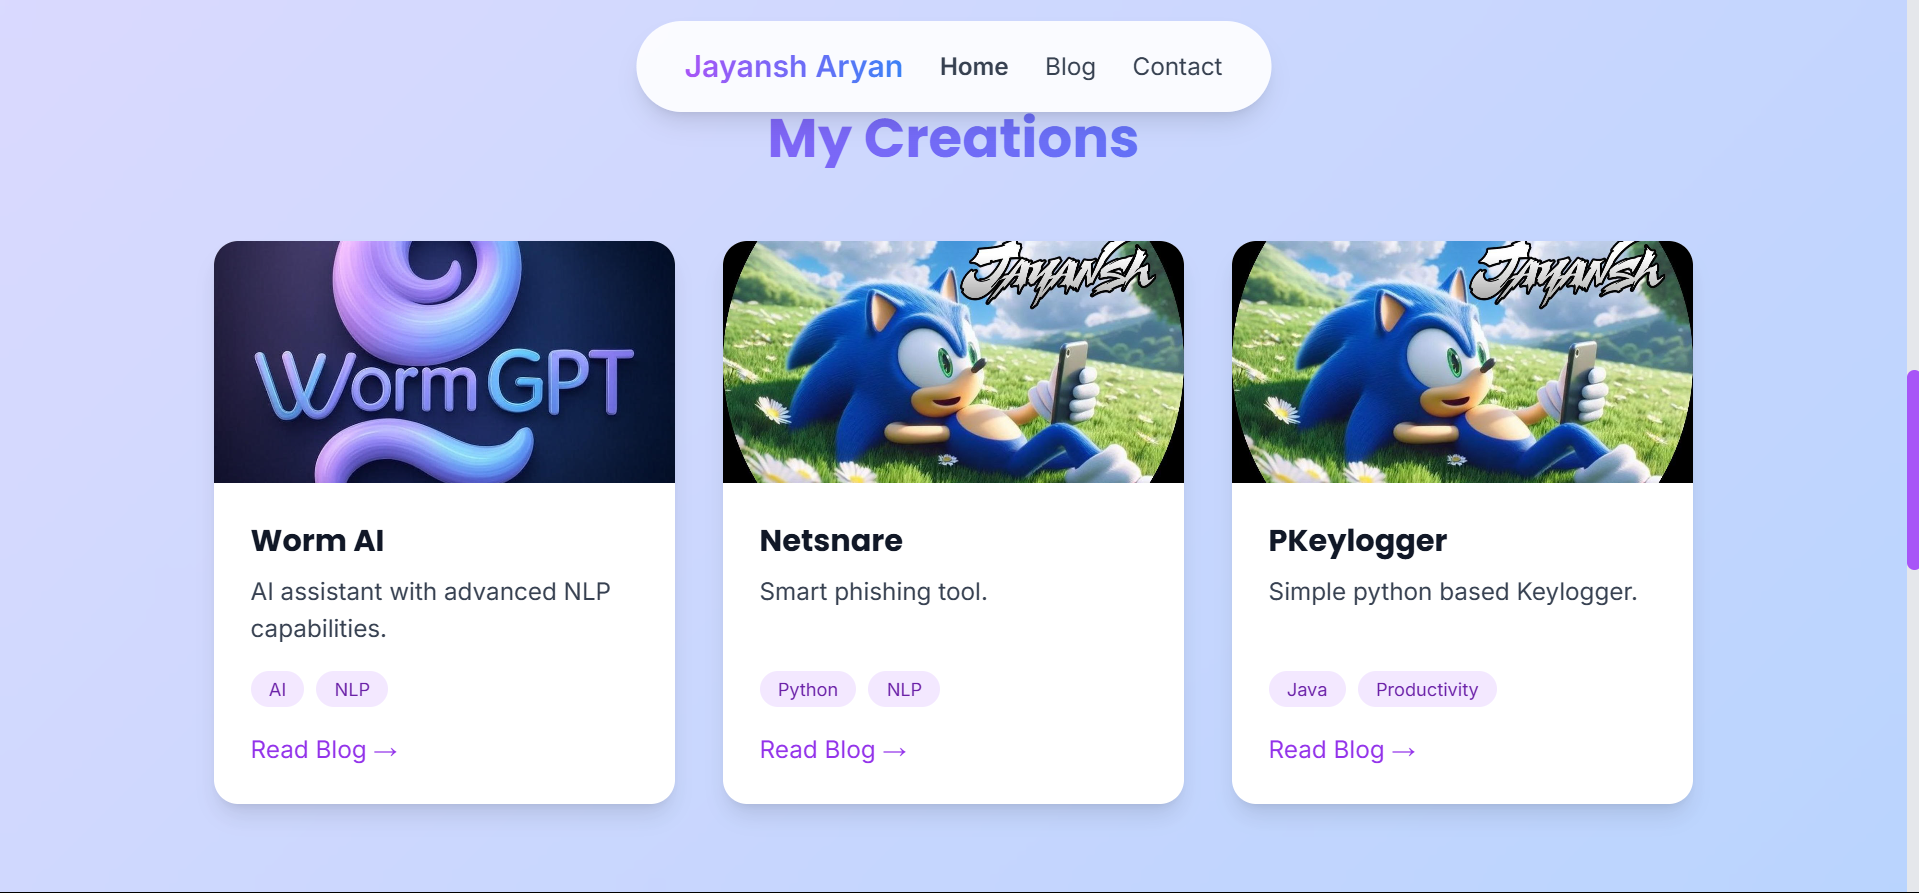 Jayansh Aryan Home Blog Contact
My Creations
WormGPT
JAYANSh
JAYANSh
Worm AI
AI assistant with advanced NLP
capabilities.
AI NLP
Read Blog →
Netsnare
Smart phishing tool.
Python NLP
Read Blog →
PKeylogger
Simple python based Keylogger.
Java Productivity
Read Blog →